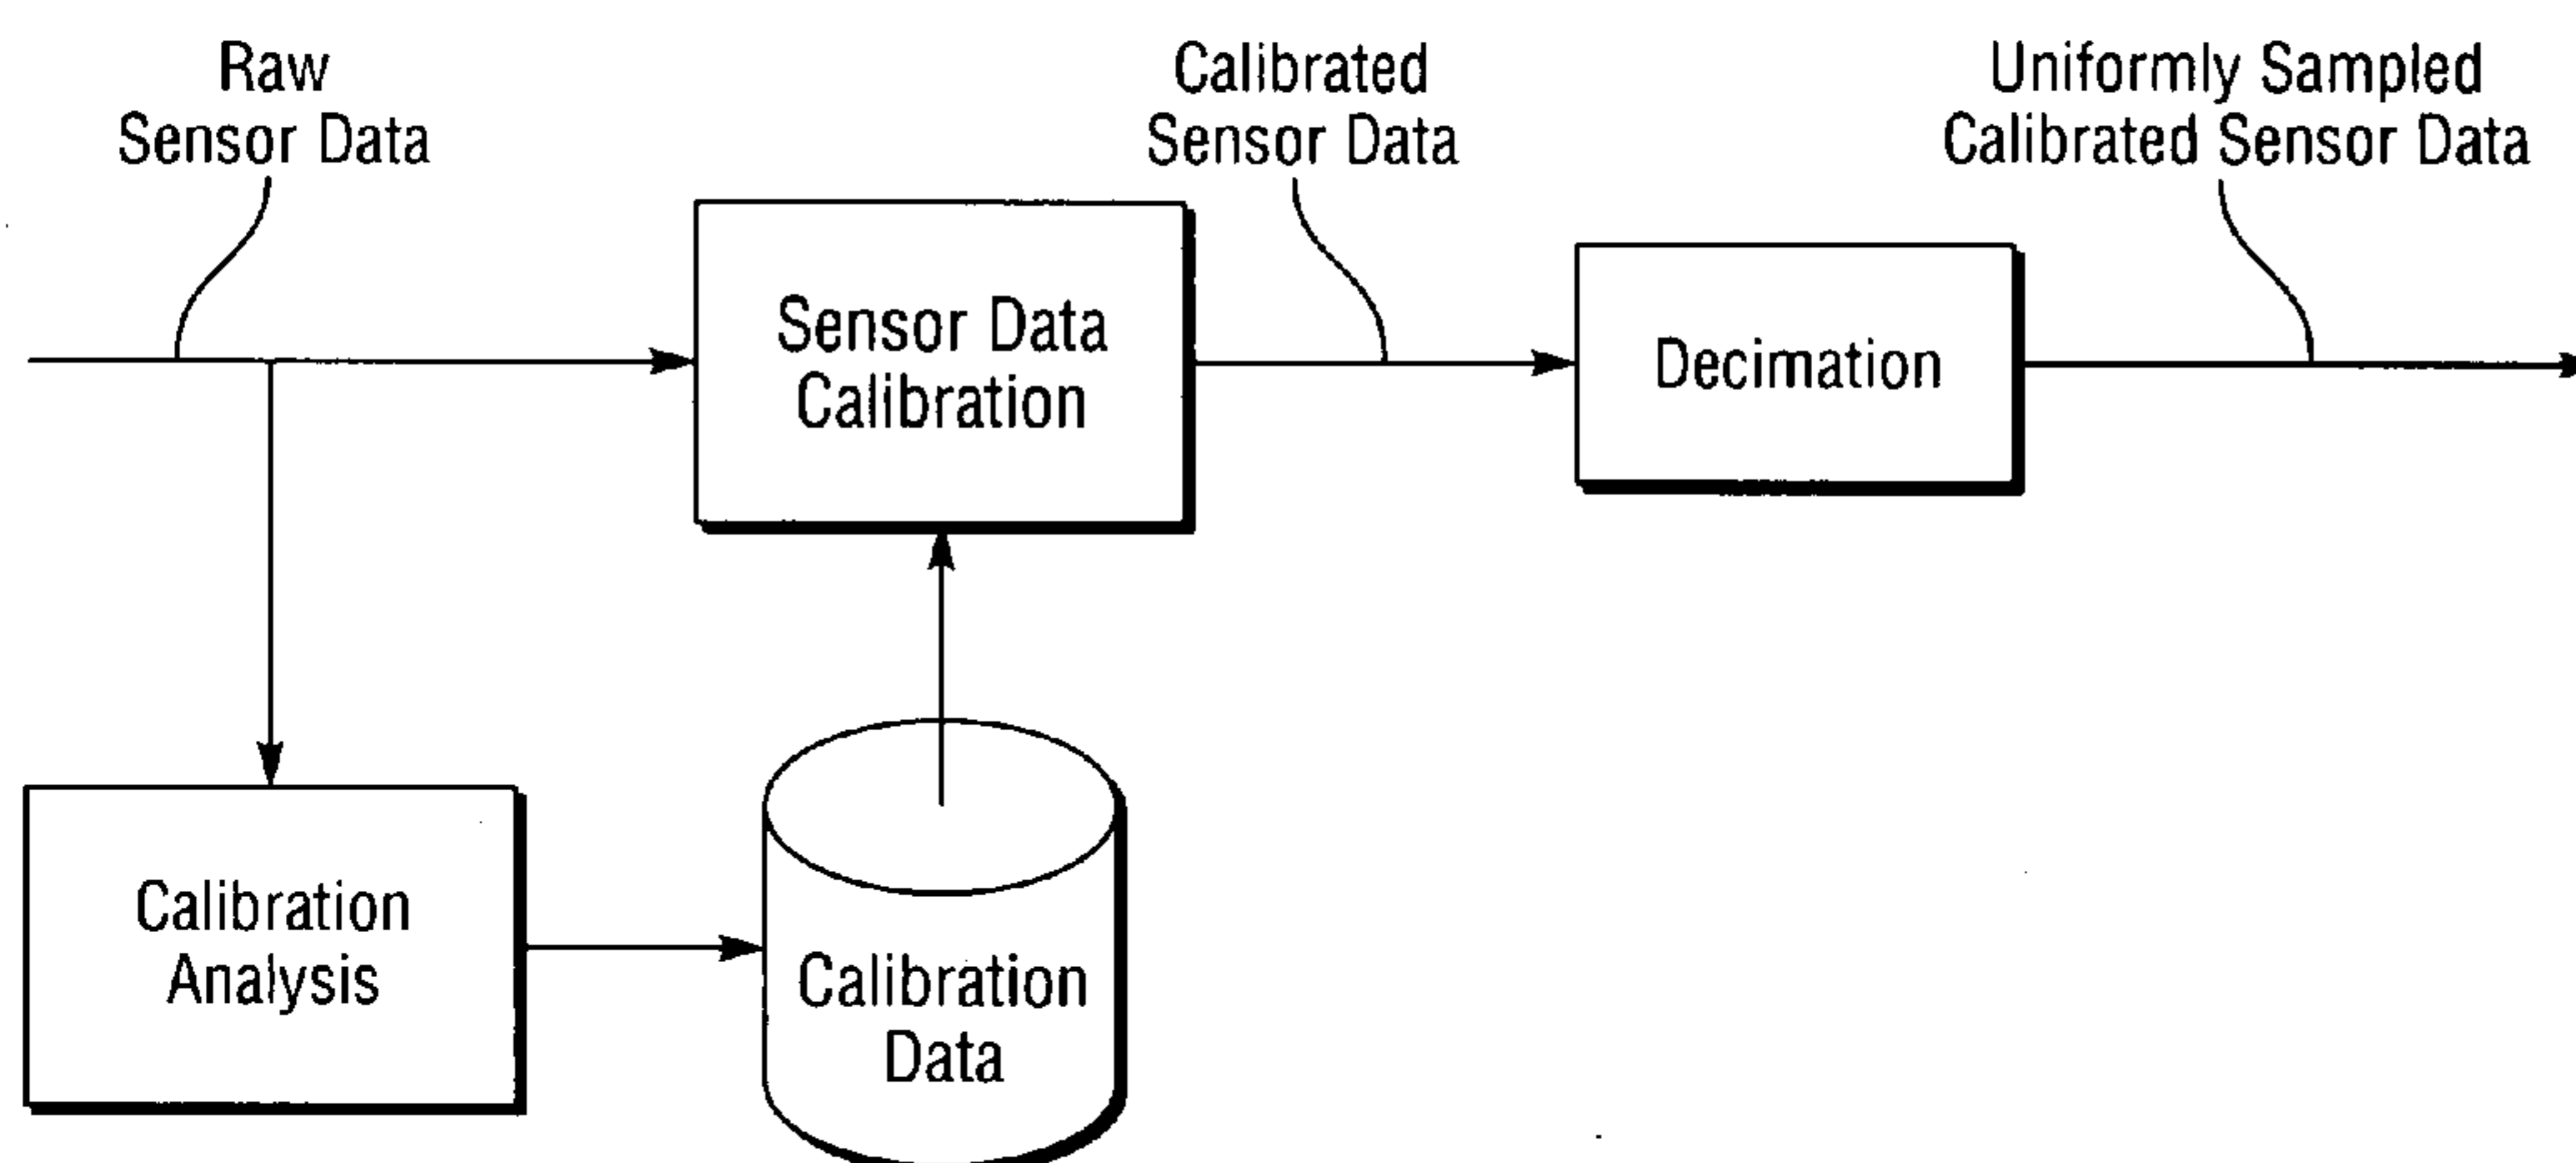 Raw
Sensor Data
Calibrated
Sensor Data
Uniformly Sampled
Calibrated Sensor Data
Sensor Data
Calibration
Decimation
Calibration
Analysis
Calibration
Data